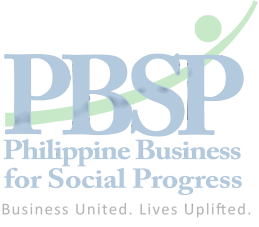 PBSP
Philippine Business
for Social Progress
Business United. Lives Uplifted.